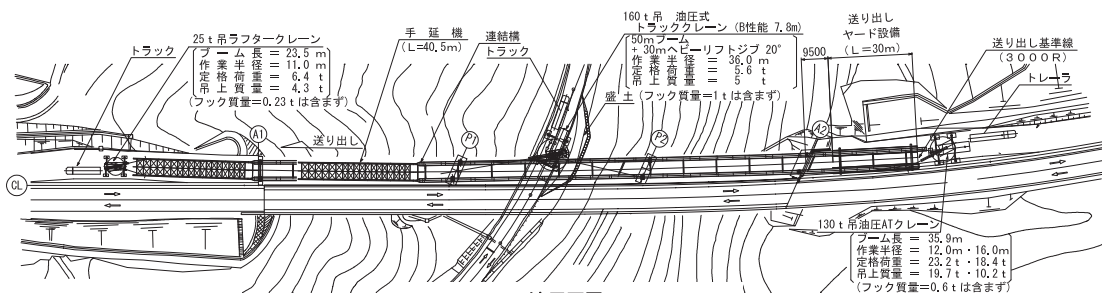 トラック
25t吊ラフタークレーン
ブーム長 = 23.5 m
作業半径 = 11.0 m
定格荷重 = 6.4 t
吊上質量 = 4.3 t
(フック質量=0.23tは含まず)
手延機
(L=40.5m)
連結構
トラック
160t吊 油圧式
トラッククレーン (B性能 7.8m)
50mブーム
+ 30mヘビーリフトジブ 20°
作業半径 = 36.0 m
定格荷重 = 5.6 t
吊上質量 = 5 t
(フック質量=1tは含まず)
盛土
9500
送り出し
ヤード設備
(L=30m)
送り出し基準線
(3000R)
トレーラ
A1
送り出し
P1
P2
A2
CL
130t吊油圧ATクレーン
ブーム長 = 35.9m
作業半径 = 12.0m・16.0m
定格荷重 = 23.2t・18.4t
吊上質量 = 19.7t・10.2t
(フック質量=0.6tは含まず)